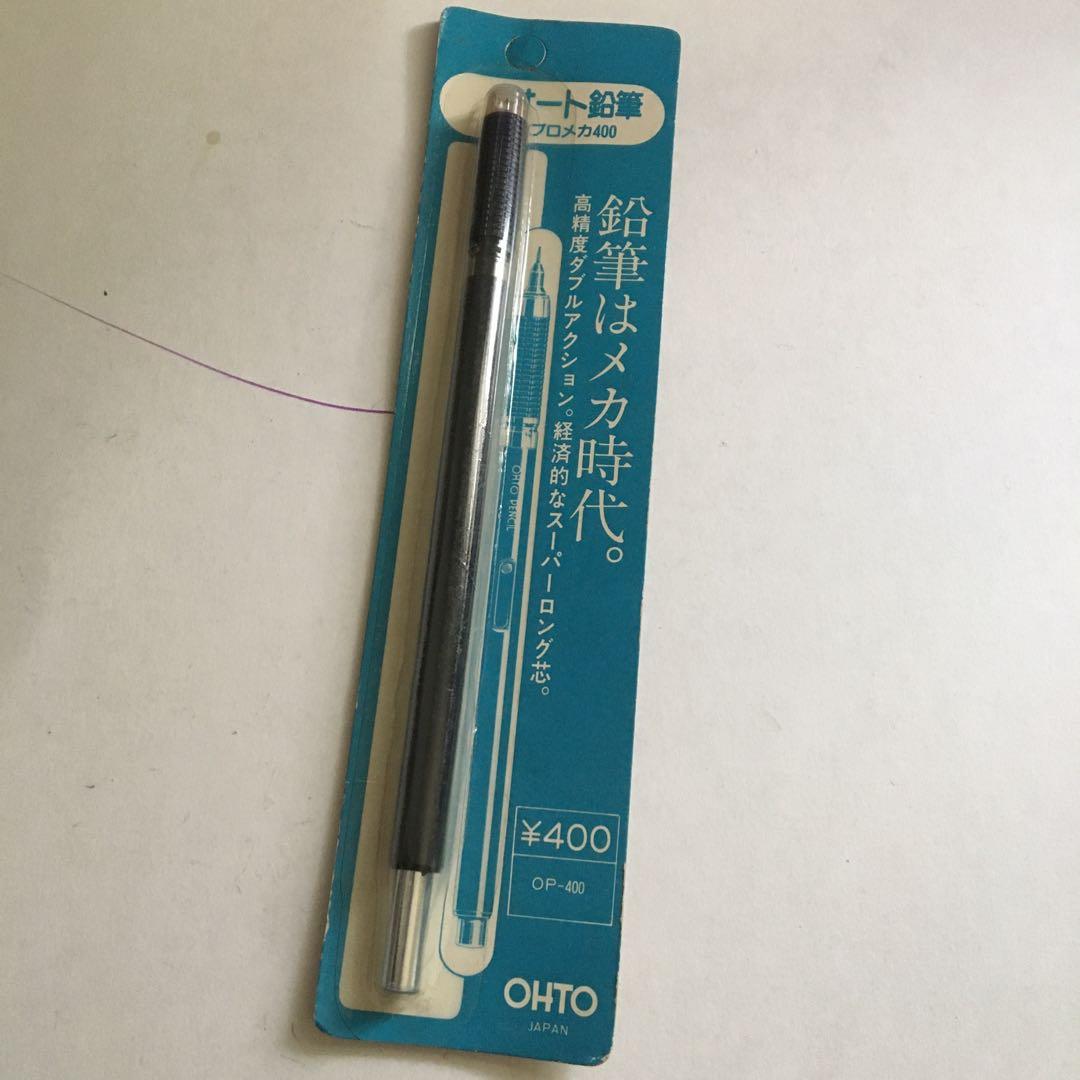 オート鉛筆
プロメカ400
鉛筆はメカ時代。
高精度ダブルアクション。経済的なスーパーロング芯。
OHTO PENCIL
¥400
OP-400
OHTO
JAPAN